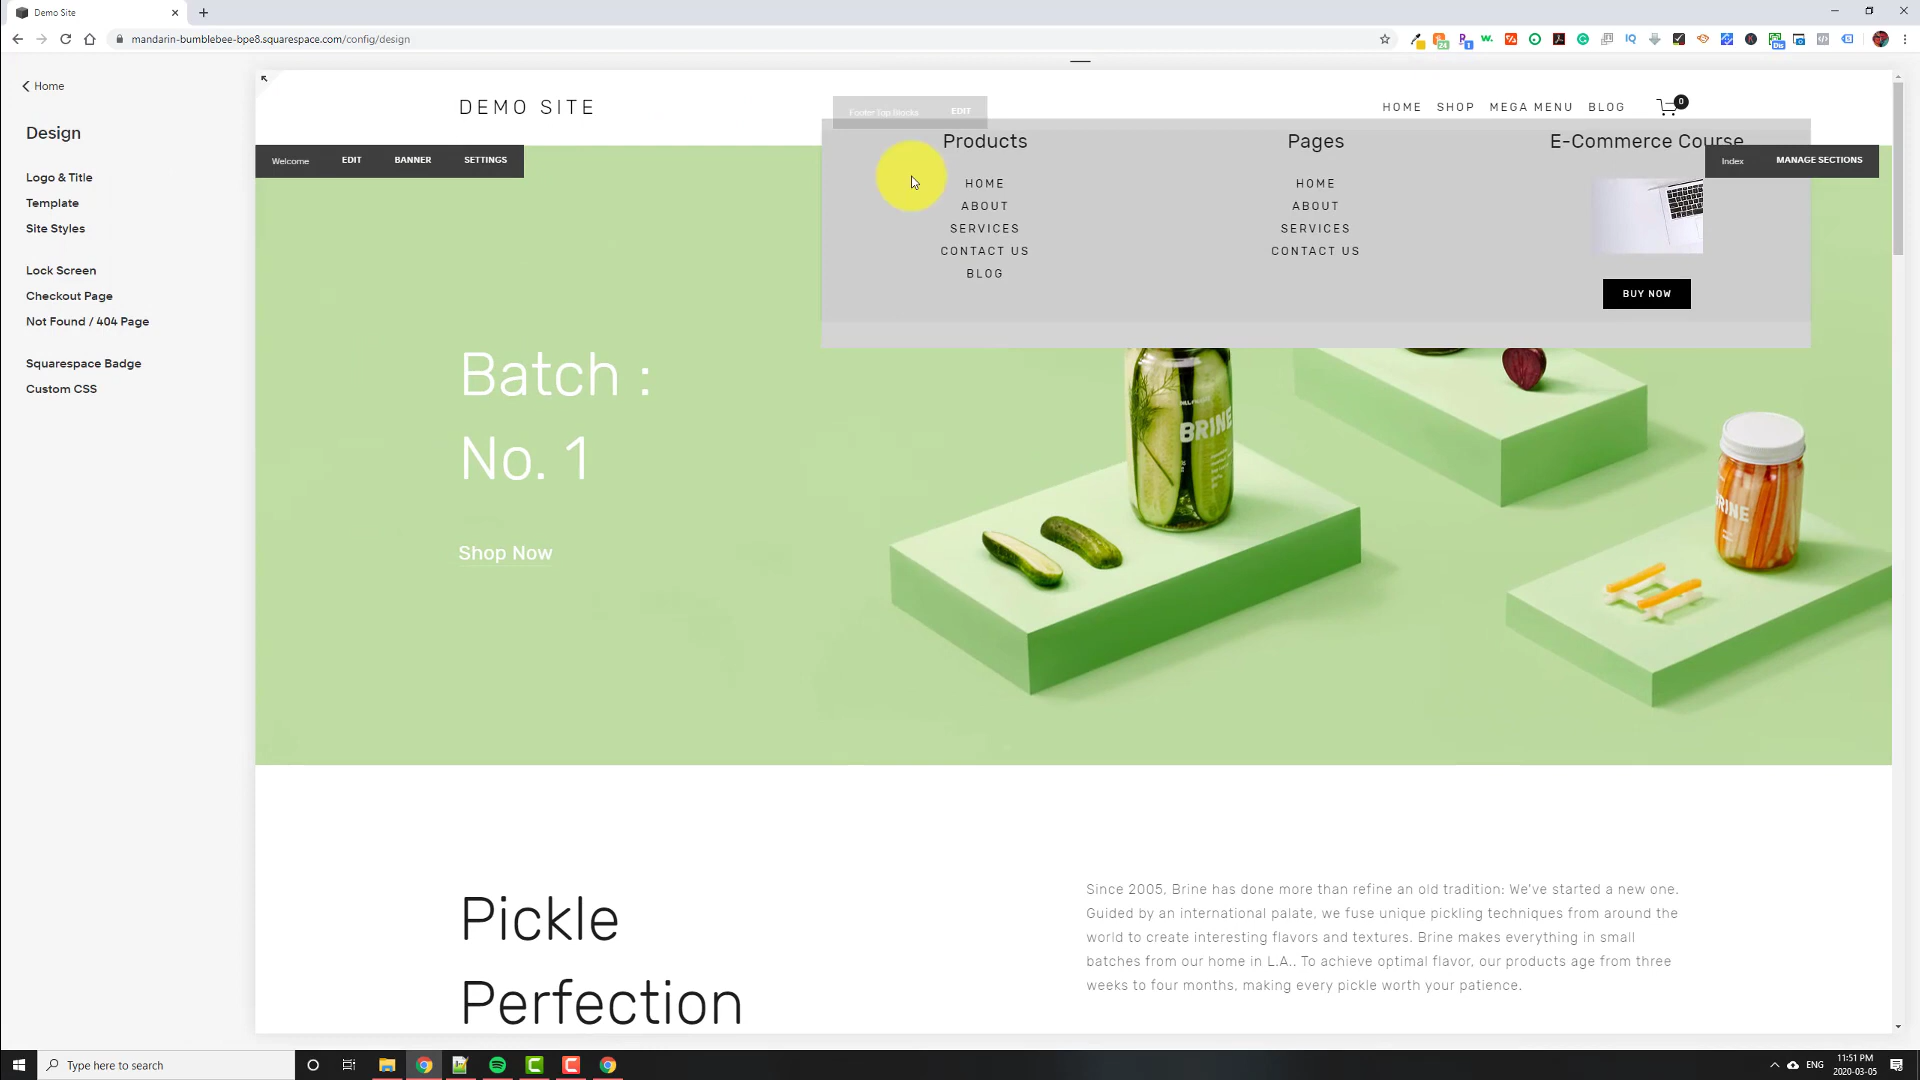 Demo Site
mandarin-bumblebee-bpe8.squarespace.com/config/design
24
1
Dis
Home
Design
Logo & Title
Template
Site Styles
Lock Screen
Checkout Page
Not Found / 404 Page
Squarespace Badge
Custom CSS
DEMO SITE
HOME SHOP MEGA MENU BLOG
0
Footer Top Blocks EDIT
Welcome EDIT BANNER SETTINGS
Index MANAGE SECTIONS
Products
HOME
ABOUT
SERVICES
CONTACT US
BLOG
Pages
HOME
ABOUT
SERVICES
CONTACT US
E-Commerce Course
BUY NOW
Batch :
No. 1
Shop Now
BRINE
BRINE
Pickle
Perfection
Since 2005, Brine has done more than refine an old tradition: We've started a new one.
Guided by an international palate, we fuse unique pickling techniques from around the
world to create interesting flavors and textures. Brine makes everything in small
batches from our home in L.A.. To achieve optimal flavor, our products age from three
weeks to four months, making every pickle worth your patience.
Type here to search
ENG
11:51 PM
2020-03-05